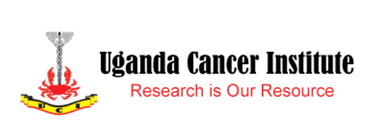 Uganda Cancer Institute
Research is Our Resource
U C I